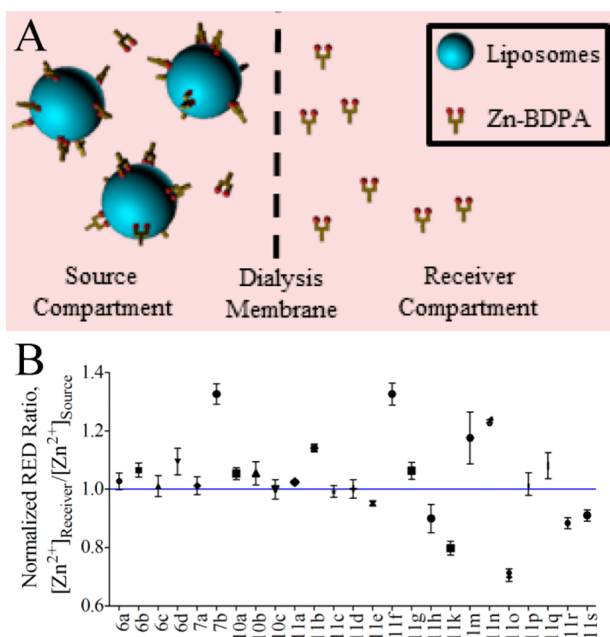 A
Liposomes
Zn-BDPA
Source
Compartment
Dialysis
Membrane
Receiver
Compartment
B
Normalized RED Ratio,
[Zn²⁺]Receiver/[Zn²⁺]Source
1.4
1.2
1.0
0.8
0.6
6a
6b
6c
6d
7a
7b
10a
10b
10c
11a
11b
11c
11d
11e
11f
11g
11h
11k
11m
11n
11o
11p
11q
11r
11s